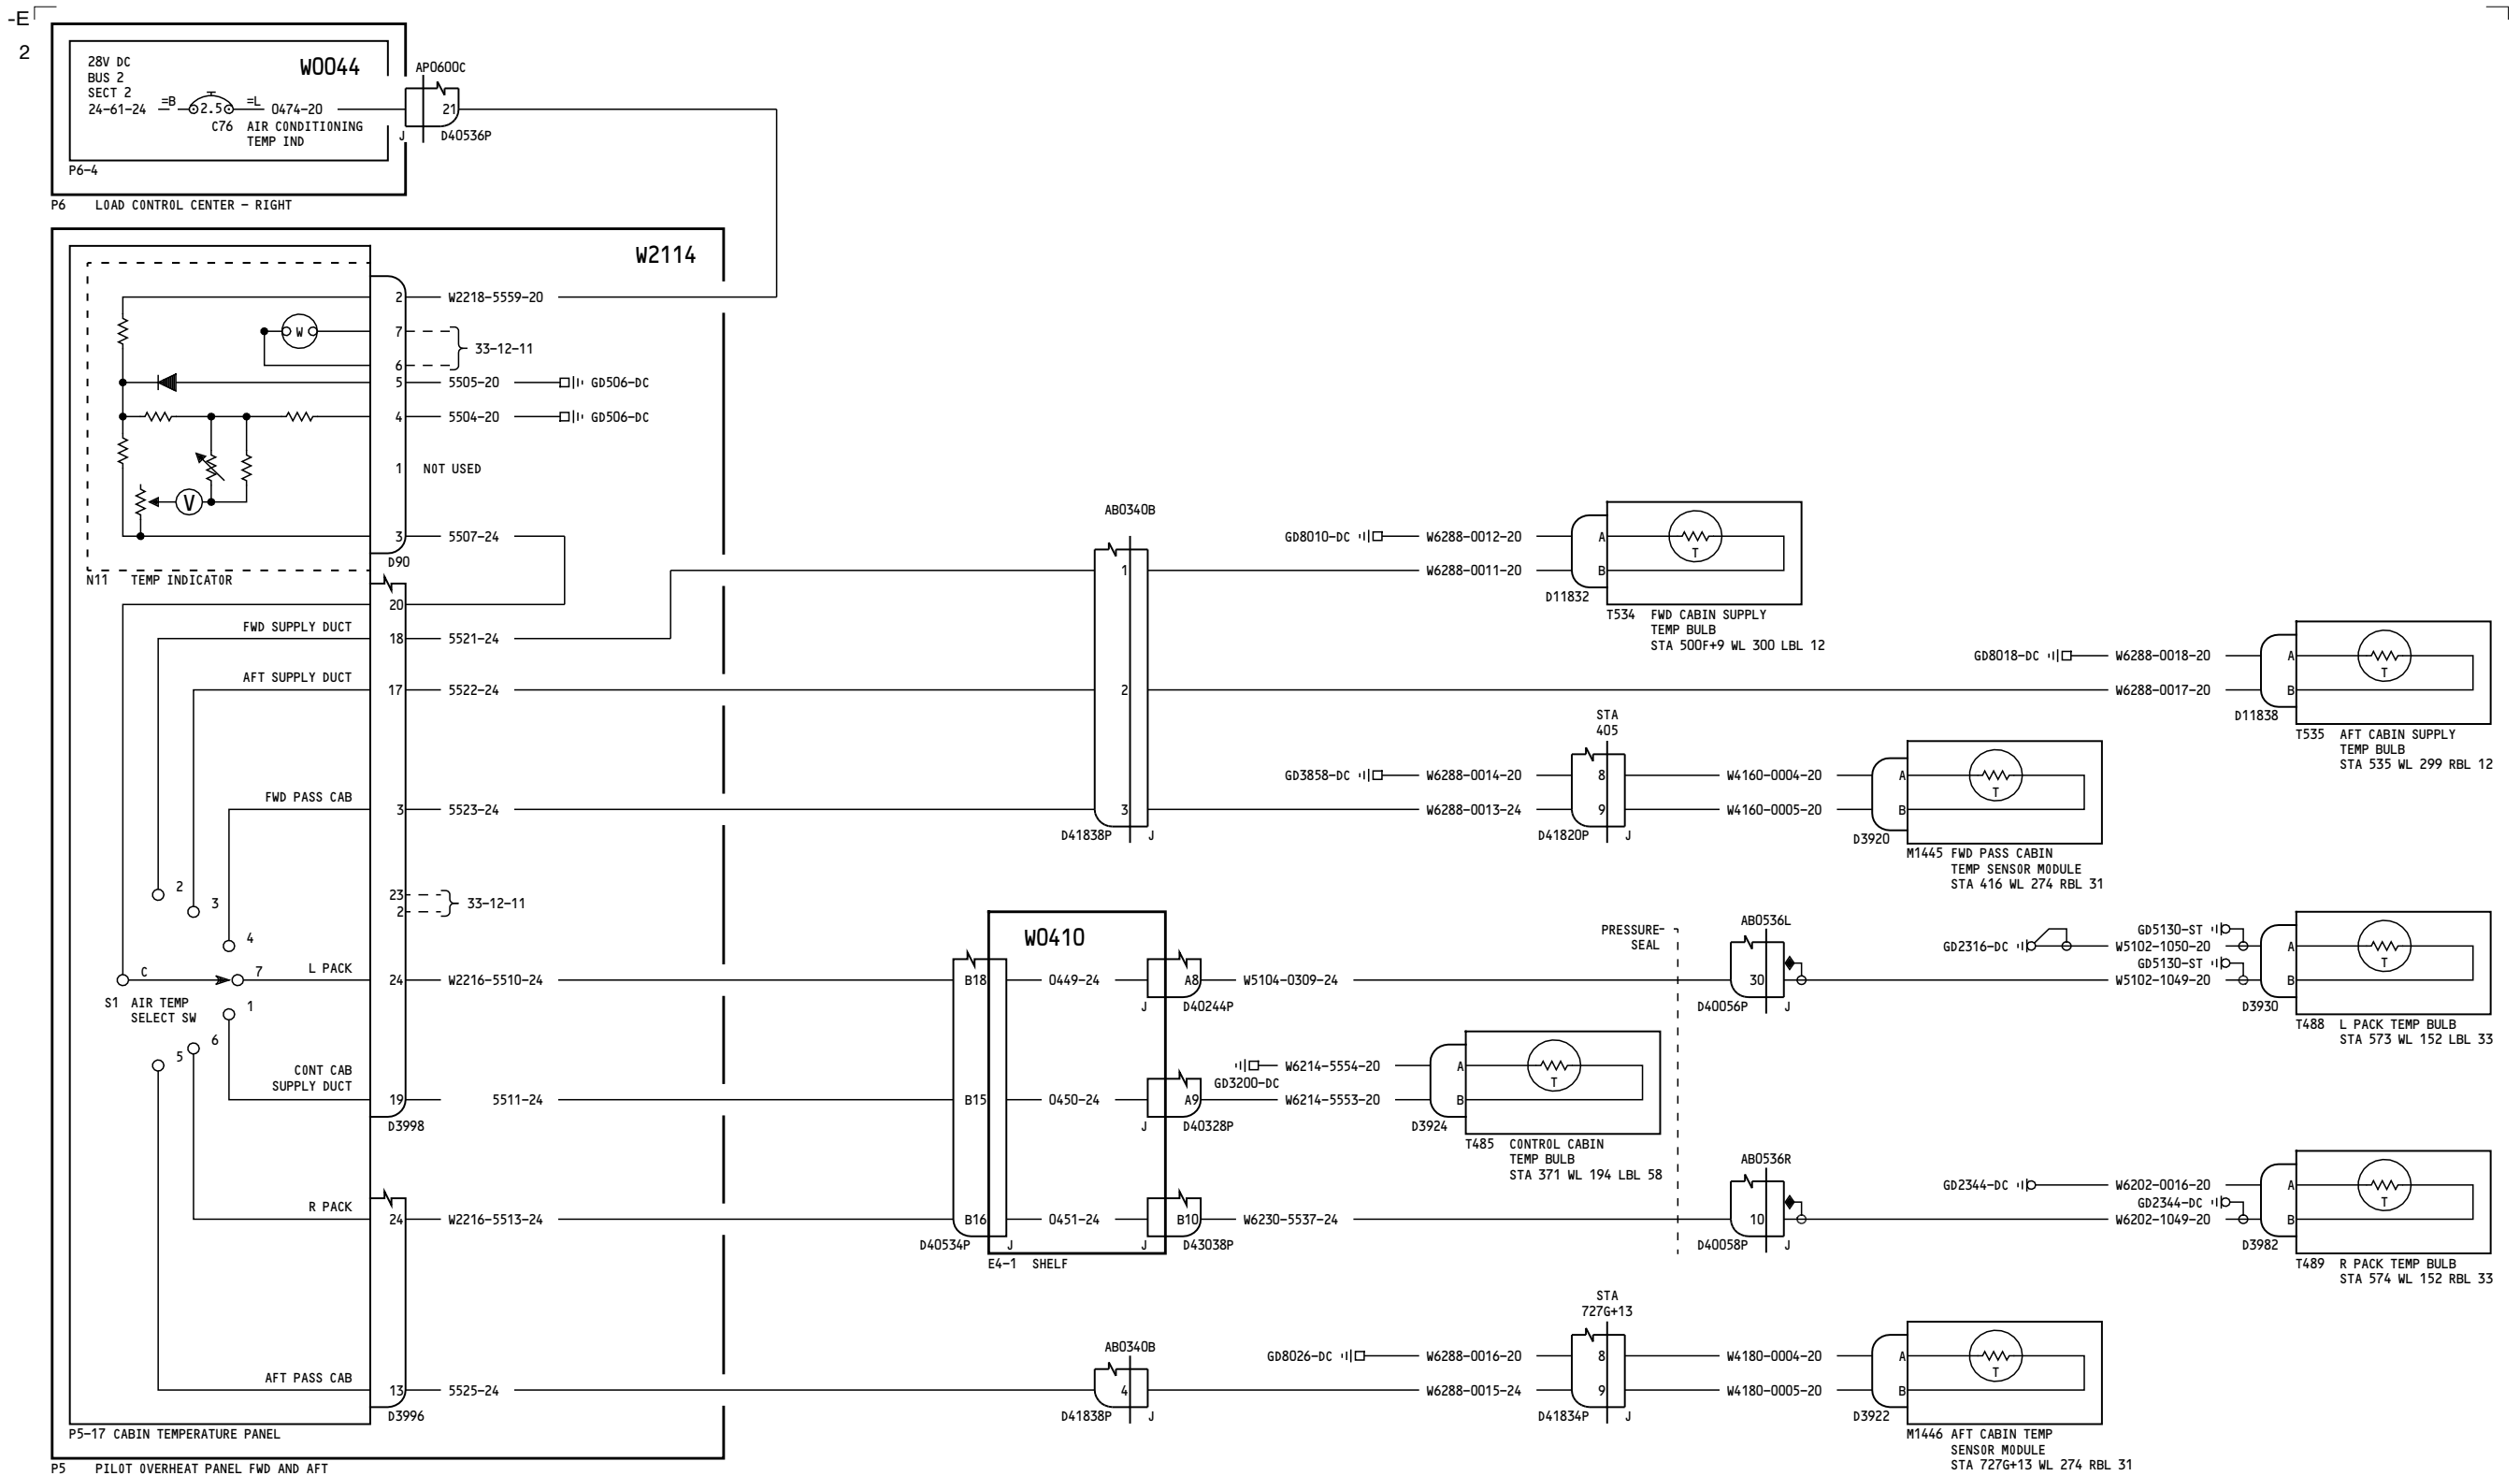 -E
2
28V DC
BUS 2
SECT 2
24-61-24 =B 2.5 =L 0474-20
C76 AIR CONDITIONING
TEMP IND
W0044
P6-4
P6 LOAD CONTROL CENTER - RIGHT
AP0600C
21
J D40536P
W2114
2 W2218-5559-20
W
7
33-12-11
6
5 5505-20 GD506-DC
4 5504-20 GD506-DC
1 NOT USED
V
3 5507-24
D90
N11 TEMP INDICATOR
20
FWD SUPPLY DUCT 18 5521-24
AFT SUPPLY DUCT 17 5522-24
FWD PASS CAB 3 5523-24
23
2
33-12-11
2
3
4
C 7 L PACK 24 W2216-5510-24
S1 AIR TEMP
SELECT SW
1
6
5
CONT CAB
SUPPLY DUCT 19 5511-24
D3998
R PACK 24 W2216-5513-24
AFT PASS CAB 13 5525-24
D3996
P5-17 CABIN TEMPERATURE PANEL
P5 PILOT OVERHEAT PANEL FWD AND AFT
AB0340B
1
2
3
D41838P J
GD8010-DC W6288-0012-20 A
W6288-0011-20 B
T
D11832
T534 FWD CABIN SUPPLY
TEMP BULB
STA 500F+9 WL 300 LBL 12
GD8018-DC W6288-0018-20 A
W6288-0017-20 B
T
D11838
T535 AFT CABIN SUPPLY
TEMP BULB
STA 535 WL 299 RBL 12
STA
405
GD3858-DC W6288-0014-20 8 W4160-0004-20 A
W6288-0013-24 9 W4160-0005-20 B
T
D41820P J
D3920
M1445 FWD PASS CABIN
TEMP SENSOR MODULE
STA 416 WL 274 RBL 31
W0410
B18 0449-24 A8 W5104-0309-24
J D40244P
B15 0450-24 A9 W6214-5553-20 B
J D40328P
GD3200-DC W6214-5554-20 A
T
D3924
T485 CONTROL CABIN
TEMP BULB
STA 371 WL 194 LBL 58
B16 0451-24 B10 W6230-5537-24
D40534P J
J D43038P
E4-1 SHELF
PRESSURE-
SEAL
AB0536L
30
D40056P J
GD5130-ST
GD2316-DC W5102-1050-20 A
GD5130-ST
W5102-1049-20 B
T
D3930
T488 L PACK TEMP BULB
STA 573 WL 152 LBL 33
AB0536R
10
D40058P J
GD2344-DC W6202-0016-20 A
GD2344-DC
W6202-1049-20 B
T
D3982
T489 R PACK TEMP BULB
STA 574 WL 152 RBL 33
AB0340B
4
D41838P J
STA
727G+13
GD8026-DC W6288-0016-20 8 W4180-0004-20 A
W6288-0015-24 9 W4180-0005-20 B
T
D41834P J
D3922
M1446 AFT CABIN TEMP
SENSOR MODULE
STA 727G+13 WL 274 RBL 31